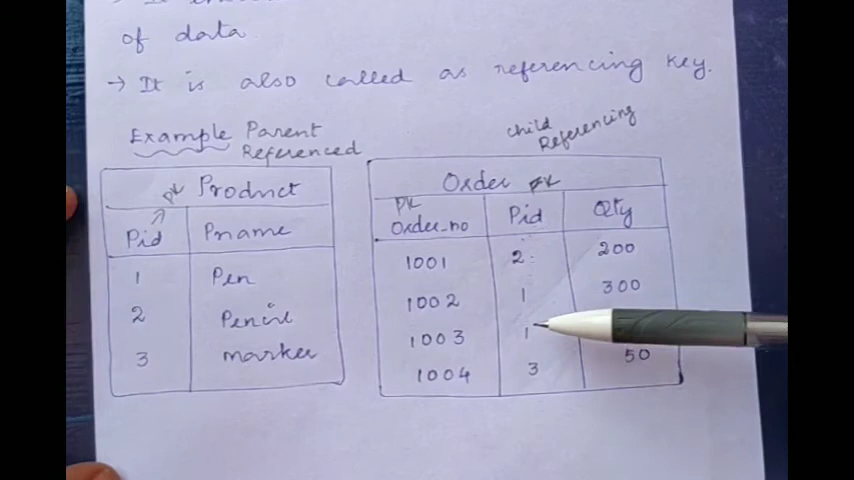 of data
→ It is also called as referencing key.
Example Parent
Referenced
child
Referencing
pk Product
Pid Pname
1 Pen
2 Pencil
3 marker
Order FK
PK
Order_no Pid Qty
1001 2 200
1002 1 300
1003 1
1004 3 50